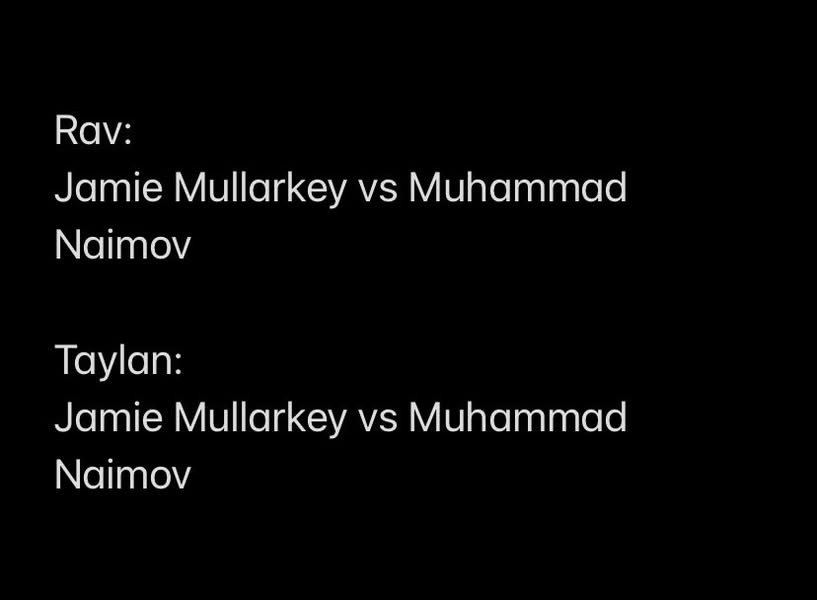 Rav:
Jamie Mullarkey vs Muhammad
Naimov
Taylan:
Jamie Mullarkey vs Muhammad
Naimov